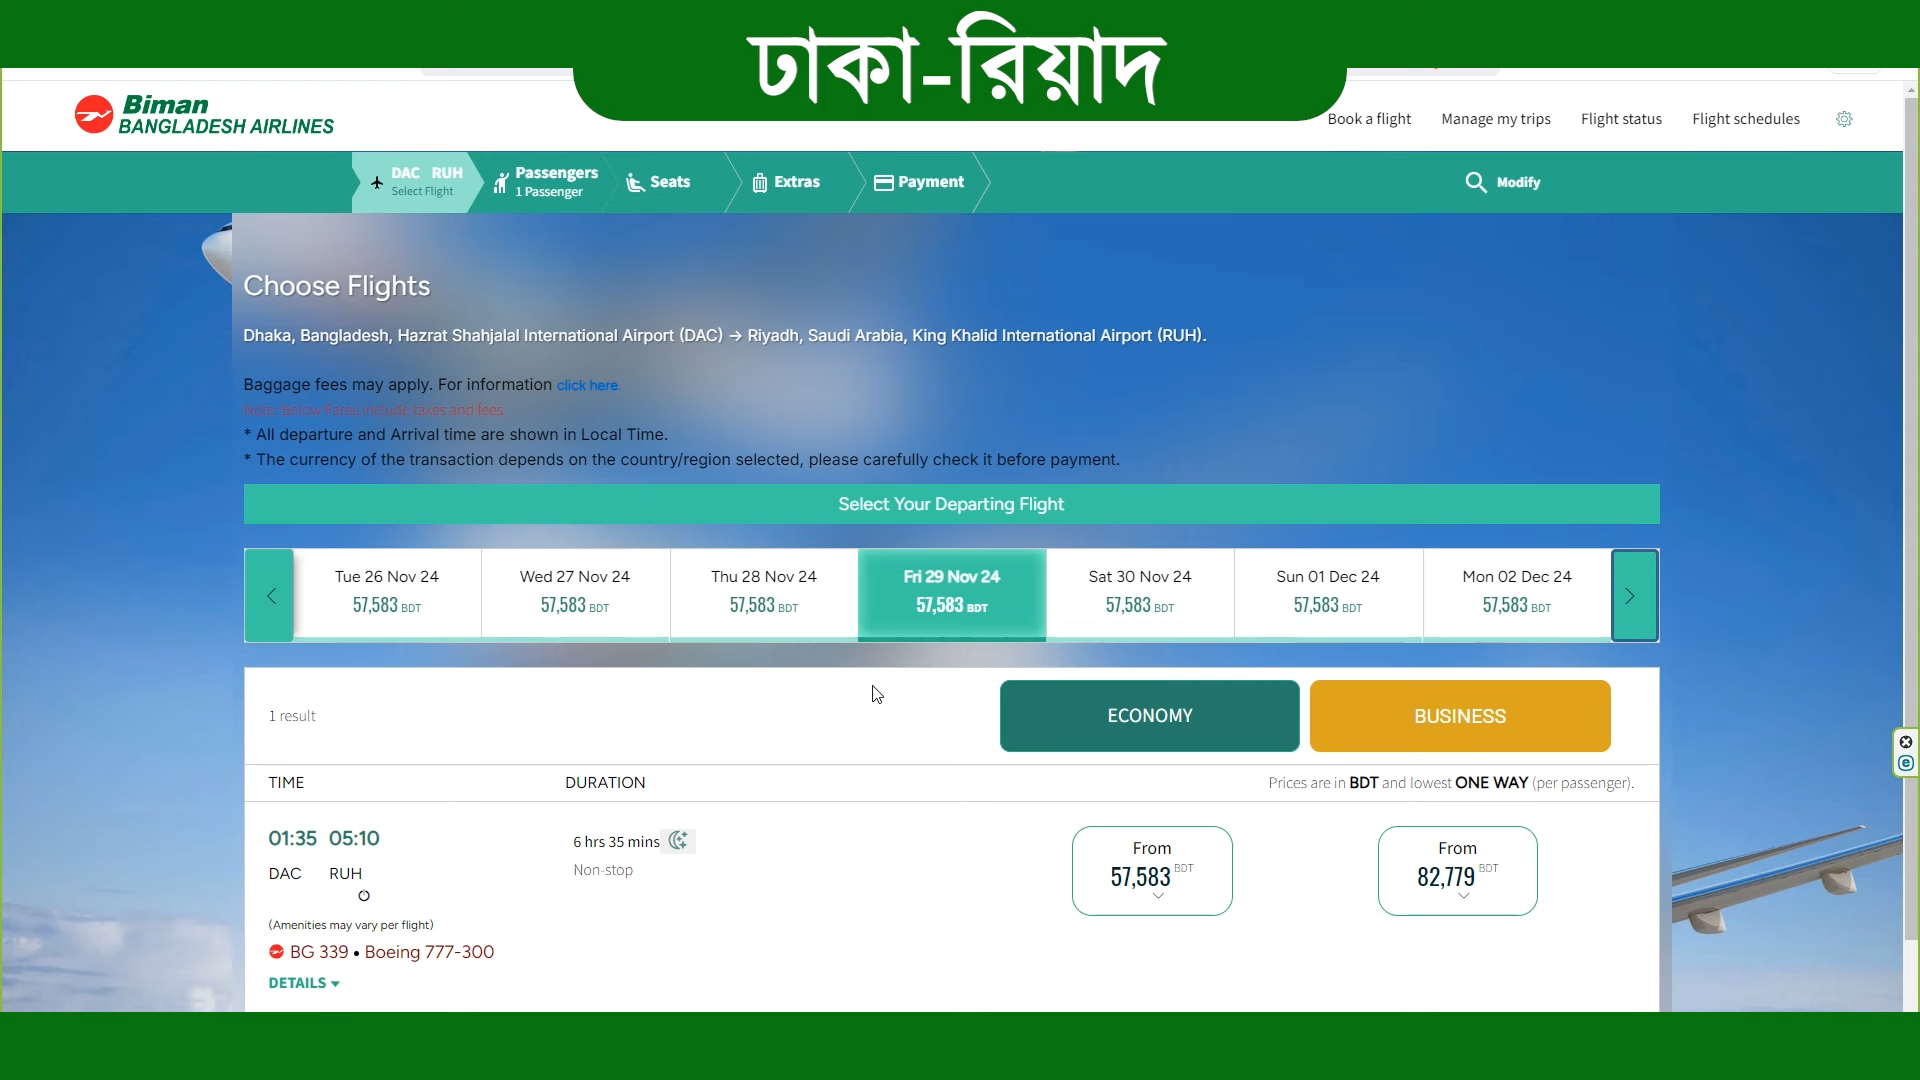 ঢাকা-রিয়াদ
Biman
BANGLADESH AIRLINES
Book a flight
Manage my trips
Flight status
Flight schedules
DAC RUH
Select Flight
Passengers
1 Passenger
Seats
Extras
Payment
Modify
Choose Flights
Dhaka, Bangladesh, Hazrat Shahjalal International Airport (DAC) → Riyadh, Saudi Arabia, King Khalid International Airport (RUH).
Baggage fees may apply. For information click here.
Note: Below Fares include taxes and fees
* All departure and Arrival time are shown in Local Time.
* The currency of the transaction depends on the country/region selected, please carefully check it before payment.
Select Your Departing Flight
Tue 26 Nov 24
57,583 BDT
Wed 27 Nov 24
57,583 BDT
Thu 28 Nov 24
57,583 BDT
Fri 29 Nov 24
57,583 BDT
Sat 30 Nov 24
57,583 BDT
Sun 01 Dec 24
57,583 BDT
Mon 02 Dec 24
57,583 BDT
1 result
ECONOMY
BUSINESS
TIME
DURATION
Prices are in BDT and lowest ONE WAY (per passenger).
01:35 05:10
DAC RUH
6 hrs 35 mins
Non-stop
From
57,583 BDT
From
82,779 BDT
(Amenities may vary per flight)
BG 339 • Boeing 777-300
DETAILS